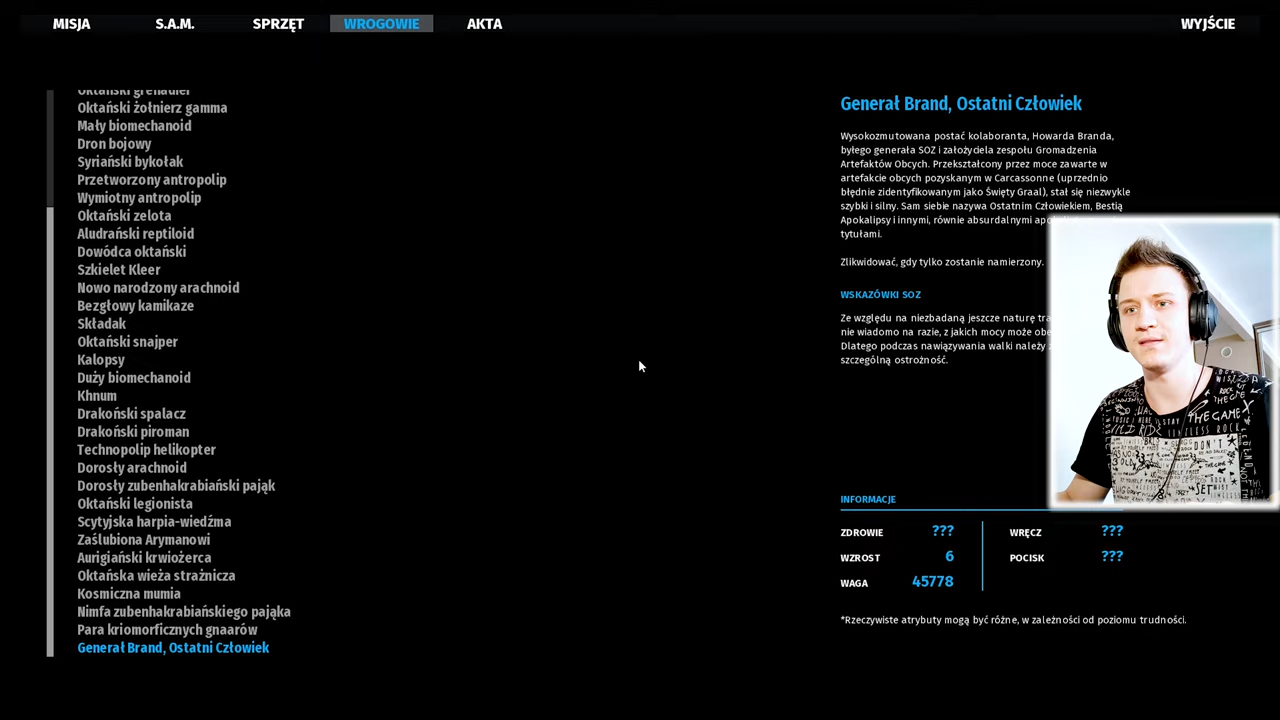 MISJA S.A.M. SPRZĘT WROGOWIE AKTA WYJŚCIE
Oktański grenadier
Oktański żołnierz gamma
Mały biomechanoid
Dron bojowy
Syriański bykołak
Przetworzony antropolip
Wymiotny antropolip
Oktański zelota
Aludrański reptiloid
Dowódca oktański
Szkielet Kleer
Nowo narodzony arachnoid
Bezgłowy kamikaze
Składak
Oktański snajper
Kalopsy
Duży biomechanoid
Khnum
Drakoński spalacz
Drakoński piroman
Technopolip helikopter
Dorosły arachnoid
Dorosły zubenhakrabiański pająk
Oktański legionista
Scytyjska harpia-wiedźma
Zaślubiona Arymanowi
Aurigiański krwiożerca
Oktańska wieża strażnicza
Kosmiczna mumia
Nimfa zubenhakrabiańskiego pająka
Para kriomorficznych gnaarów
Generał Brand, Ostatni Człowiek
Generał Brand, Ostatni Człowiek
Wysokozmutowana postać kolaboranta, Howarda Branda,
byłego generała SOZ i założyciela zespołu Gromadzenia
Artefaktów Obcych. Przekształcony przez moce zawarte w
artefakcie obcych pozyskanym w Carcassonne (uprzednio
błędnie zidentyfikowanym jako Święty Graal), stał się niezwykle
szybki i silny. Sam siebie nazywa Ostatnim Człowiekiem, Bestią
Apokalipsy i innymi, równie absurdalnymi
tytułami.
Zlikwidować, gdy tylko zostanie namierzony.
WSKAZÓWKI SOZ
Ze względu na niezbadaną jeszcze naturę
nie wiadomo na razie, z jakich mocy może
Dlatego podczas nawiązywania walki należy
szczególną ostrożność.
INFORMACJE
ZDROWIE ??? WRĘCZ ???
WZROST 6 POCISK ???
WAGA 45778
*Rzeczywiste atrybuty mogą być różne, w zależności od poziomu trudności.
THE GAME
DON'T